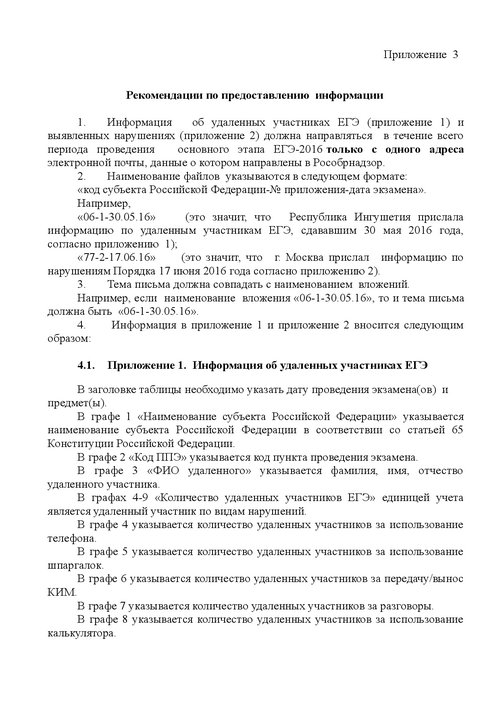 Приложение 3
Рекомендации по предоставлению информации
1. Информация об удаленных участниках ЕГЭ (приложение 1) и
выявленных нарушениях (приложение 2) должна направляться в течение всего
периода проведения основного этапа ЕГЭ-2016 только с одного адреса
электронной почты, данные о котором направлены в Рособрнадзор.
2. Наименование файлов указываются в следующем формате:
«код субъекта Российской Федерации-№ приложения-дата экзамена».
Например,
«06-1-30.05.16» (это значит, что Республика Ингушетия прислала
информацию по удаленным участникам ЕГЭ, сдававшим 30 мая 2016 года,
согласно приложению 1);
«77-2-17.06.16» (это значит, что г. Москва прислал информацию по
нарушениям Порядка 17 июня 2016 года согласно приложению 2).
3. Тема письма должна совпадать с наименованием вложений.
Например, если наименование вложения «06-1-30.05.16», то и тема письма
должна быть «06-1-30.05.16».
4. Информация в приложение 1 и приложение 2 вносится следующим
образом:
4.1. Приложение 1. Информация об удаленных участниках ЕГЭ
В заголовке таблицы необходимо указать дату проведения экзамена(ов) и
предмет(ы).
В графе 1 «Наименование субъекта Российской Федерации» указывается
наименование субъекта Российской Федерации в соответствии со статьей 65
Конституции Российской Федерации.
В графе 2 «Код ППЭ» указывается код пункта проведения экзамена.
В графе 3 «ФИО удаленного» указывается фамилия, имя, отчество
удаленного участника.
В графах 4-9 «Количество удаленных участников ЕГЭ» единицей учета
является удаленный участник по видам нарушений.
В графе 4 указывается количество удаленных участников за использование
телефона.
В графе 5 указывается количество удаленных участников за использование
шпаргалок.
В графе 6 указывается количество удаленных участников за передачу/вынос
КИМ.
В графе 7 указывается количество удаленных участников за разговоры.
В графе 8 указывается количество удаленных участников за использование
калькулятора.